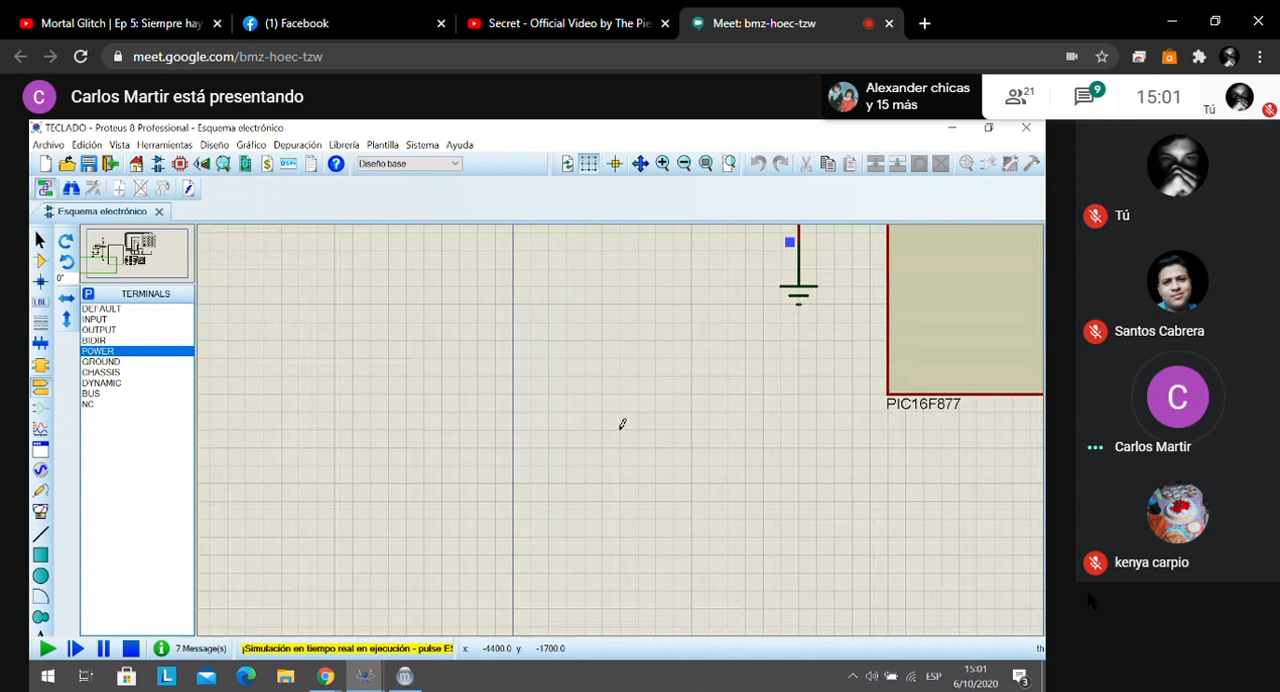 Mortal Glitch | Ep 5: Siempre hay
(1) Facebook
Secret - Official Video by The Pie
Meet: bmz-hoec-tzw
meet.google.com/bmz-hoec-tzw
C
Carlos Martir está presentando
Alexander chicas
y 15 más
21
9
15:01
Tú
TECLADO - Proteus 8 Professional - Esquema electrónico
Archivo Edición Vista Herramientas Diseño Gráfico Depuración Librería Plantilla Sistema Ayuda
Diseño base
Esquema electrónico
0°
P
TERMINALS
LBL
DEFAULT
INPUT
OUTPUT
BIDIR
POWER
GROUND
CHASSIS
DYNAMIC
BUS
NC
PIC16F877
Tú
Santos Cabrera
C
Carlos Martir
kenya carpio
7 Message(s)
¡Simulación en tiempo real en ejecución - pulse ES
x: -4400.0 y: -1700.0
th
L
ESP
15:01
6/10/2020
3